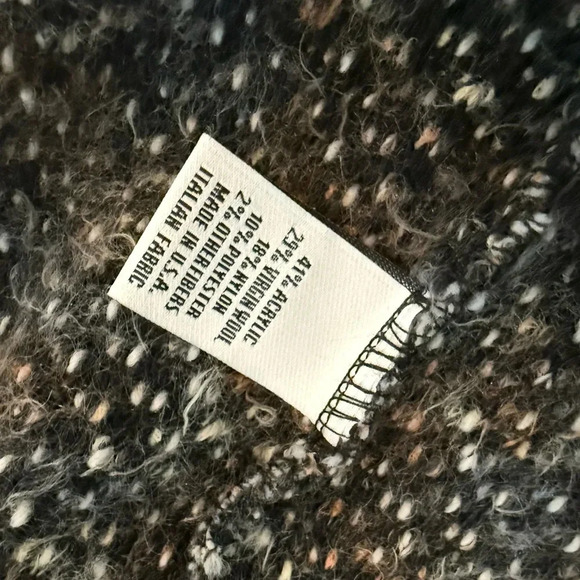 41% ACRYLIC
29% VIRGIN WOOL
18% NYLON
10% POLYESTER
2% OTHER FIBERS
MADE IN U.S.A.
ITALIAN FABRIC